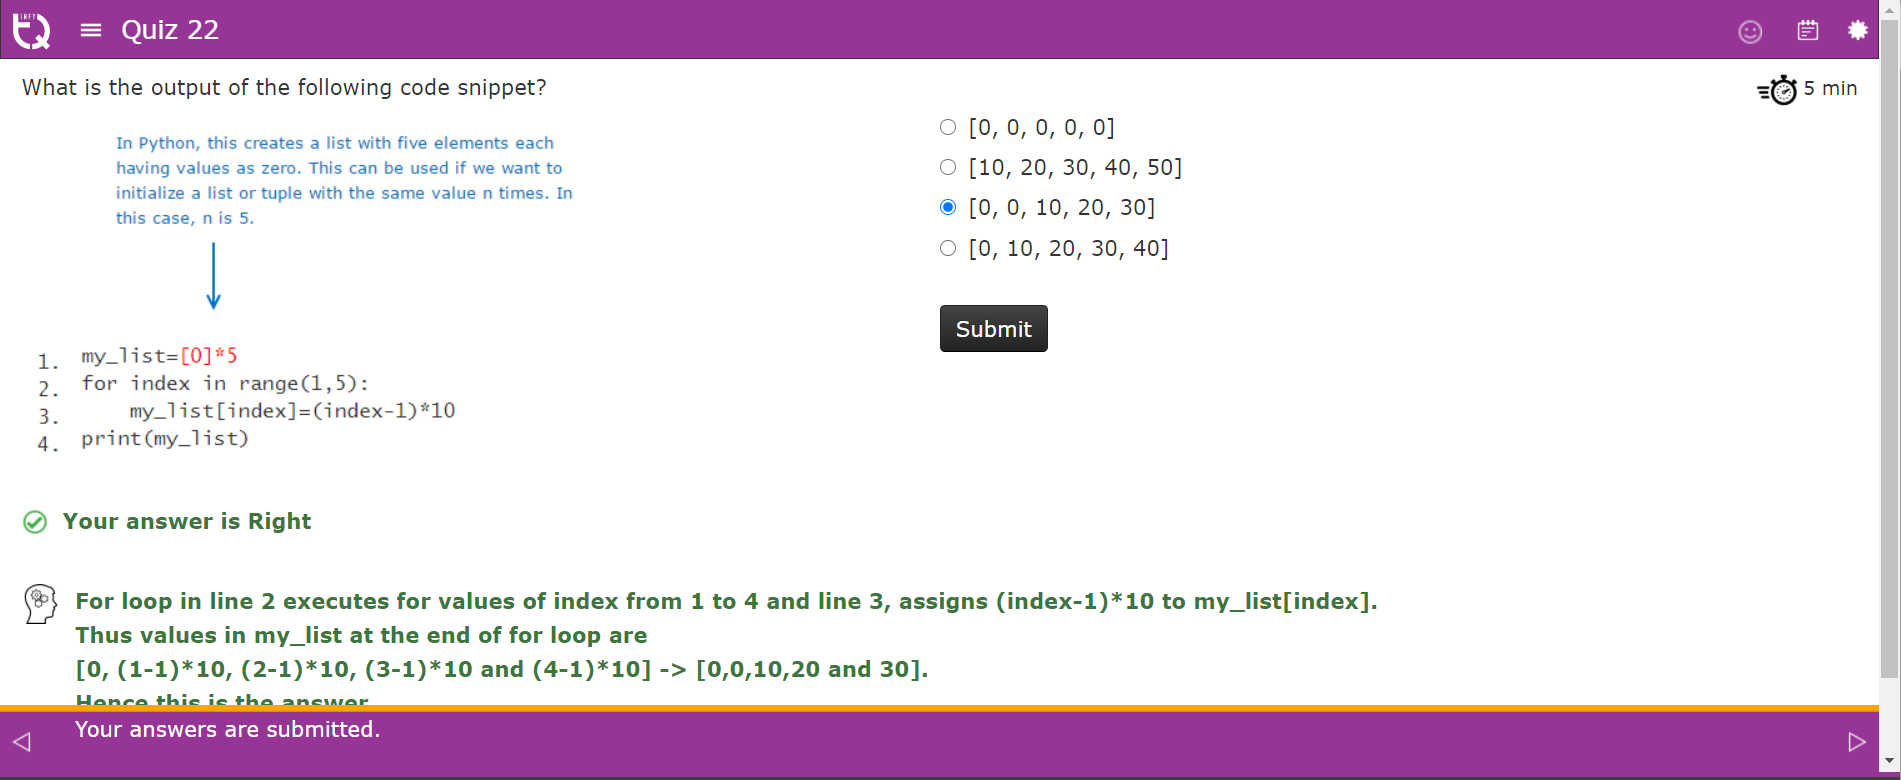 INFY
TQ
Quiz 22
What is the output of the following code snippet?
5 min
In Python, this creates a list with five elements each
having values as zero. This can be used if we want to
initialize a list or tuple with the same value n times. In
this case, n is 5.
1. my_list=[0]*5
2. for index in range(1,5):
3.     my_list[index]=(index-1)*10
4. print(my_list)
[0, 0, 0, 0, 0]
[10, 20, 30, 40, 50]
[0, 0, 10, 20, 30]
[0, 10, 20, 30, 40]
Submit
Your answer is Right
For loop in line 2 executes for values of index from 1 to 4 and line 3, assigns (index-1)*10 to my_list[index].
Thus values in my_list at the end of for loop are
[0, (1-1)*10, (2-1)*10, (3-1)*10 and (4-1)*10] -> [0,0,10,20 and 30].
Hence this is the answer
Your answers are submitted.